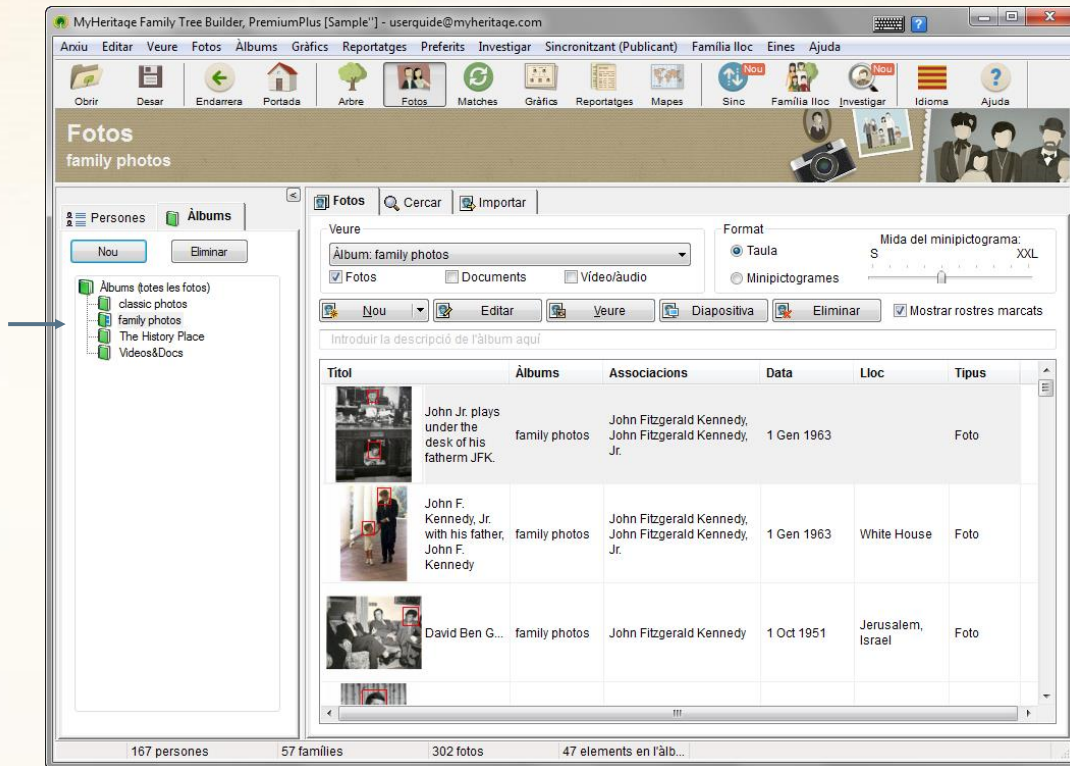 MyHeritage Family Tree Builder, PremiumPlus [Sample"] - userguide@myheritage.com
Arxiu Editar Veure Fotos Àlbums Gràfics Reportatges Preferits Investigar Sincronitzant (Publicant) Família lloc Eines Ajuda
Nou Nou
Obrir Desar Endarrera Portada Arbre Fotos Matches Gràfics Reportatges Mapes Sinc Família lloc Investigar Idioma Ajuda
Fotos
family photos
Persones Àlbums
Nou Eliminar
Àlbums (totes les fotos)
classic photos
family photos
The History Place
Videos&Docs
Fotos Cercar Importar
Veure
Àlbum: family photos
Fotos Documents Vídeo/àudio
Format
Taula
Minipictogrames
Mida del minipictograma:
S XXL
Nou Editar Veure Diapositiva Eliminar Mostrar rostres marcats
Introduir la descripció de l'àlbum aquí
Títol Àlbums Associacions Data Lloc Tipus
John Jr. plays
under the
desk of his
fatherm JFK.
family photos
John Fitzgerald Kennedy,
John Fitzgerald Kennedy,
Jr.
1 Gen 1963
Foto
John F.
Kennedy, Jr.
with his father,
John F.
Kennedy
family photos
John Fitzgerald Kennedy,
John Fitzgerald Kennedy,
Jr.
1 Gen 1963
White House
Foto
David Ben G...
family photos
John Fitzgerald Kennedy
1 Oct 1951
Jerusalem,
Israel
Foto
167 persones 57 famílies 302 fotos 47 elements en l'àlb...